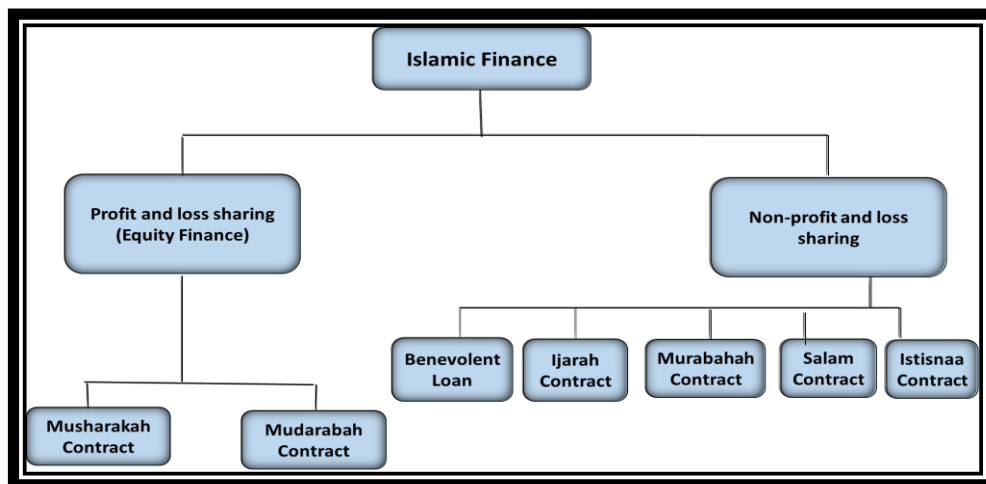 Islamic Finance
Profit and loss sharing
(Equity Finance)
Non-profit and loss
sharing
Benevolent
Loan
Ijarah
Contract
Murabahah
Contract
Salam
Contract
Istisnaa
Contract
Musharakah
Contract
Mudarabah
Contract